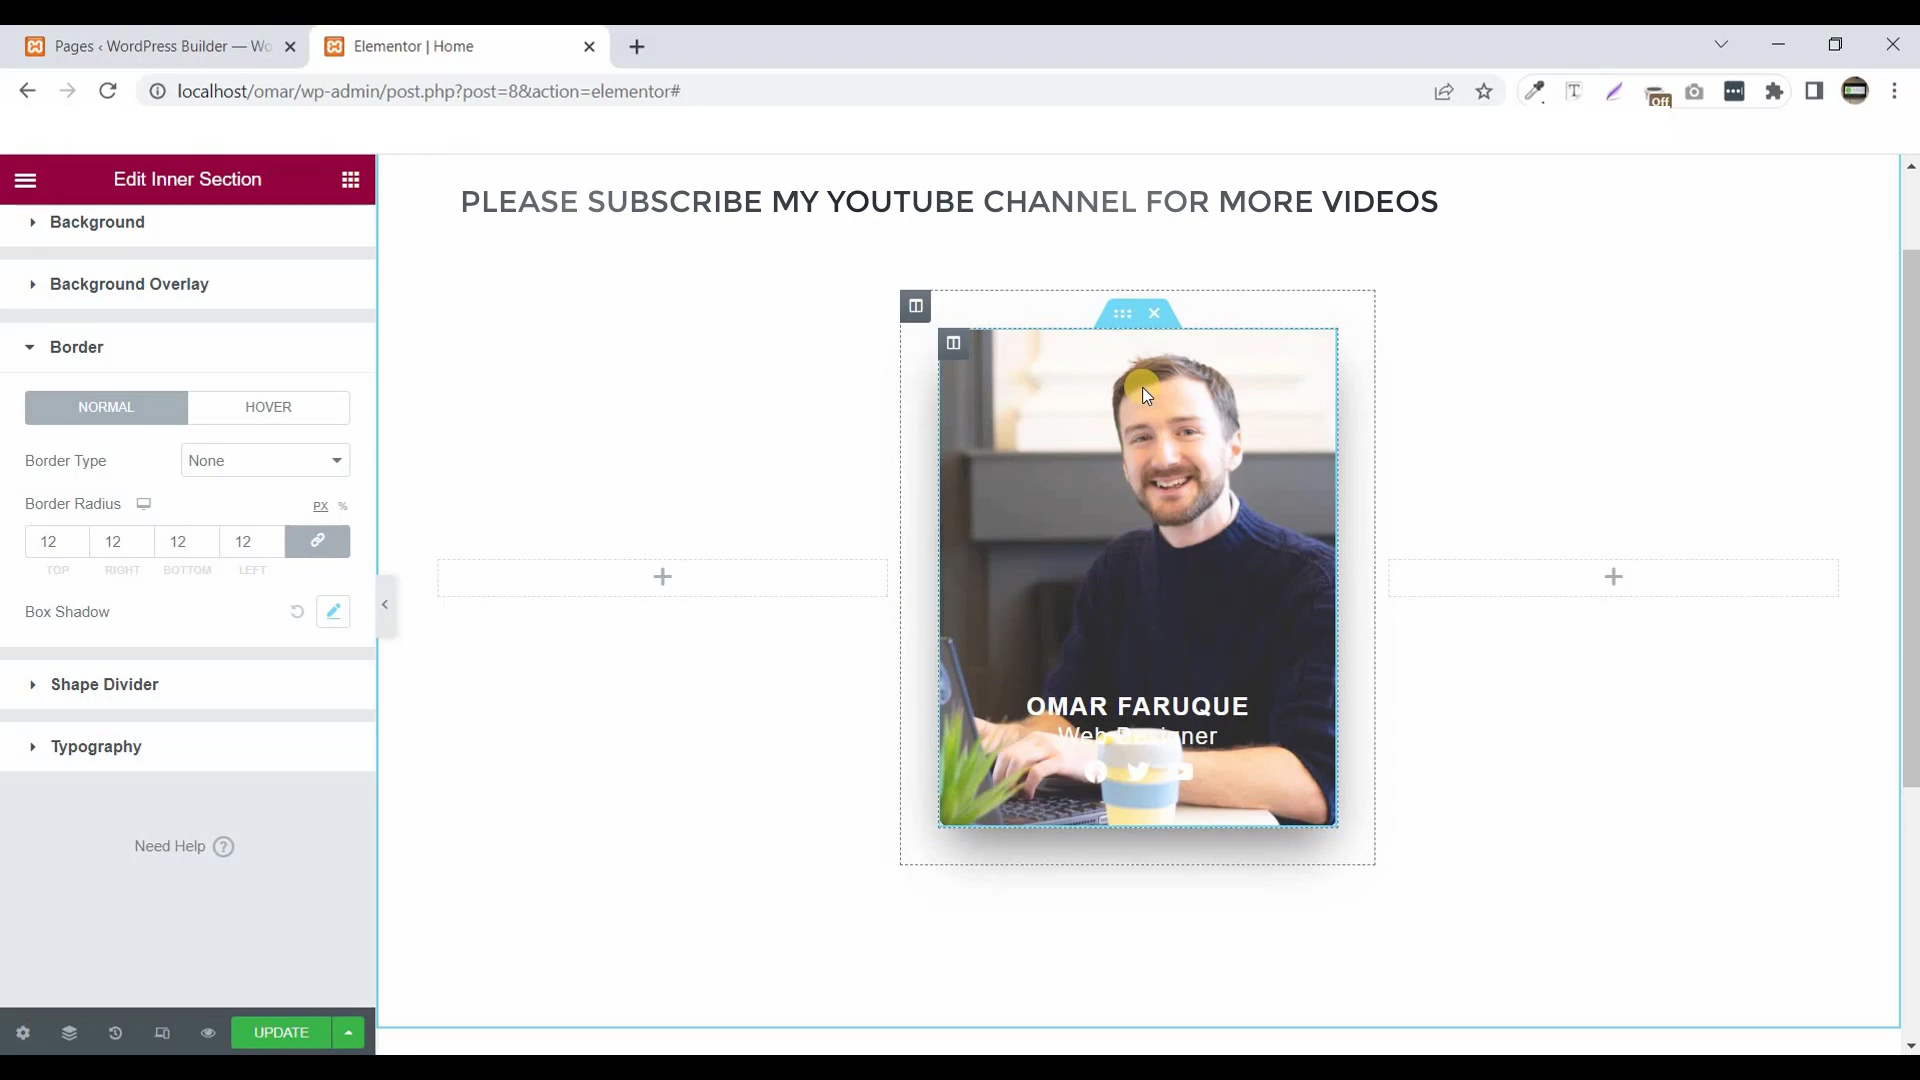 Pages ‹ WordPress Builder — Wo
Elementor | Home
localhost/omar/wp-admin/post.php?post=8&action=elementor#
Off
Edit Inner Section
Background
Background Overlay
Border
NORMAL
HOVER
Border Type
None
Border Radius
PX %
12 12 12 12
TOP RIGHT BOTTOM LEFT
Box Shadow
Shape Divider
Typography
Need Help ?
UPDATE
PLEASE SUBSCRIBE MY YOUTUBE CHANNEL FOR MORE VIDEOS
OMAR FARUQUE
Web Designer